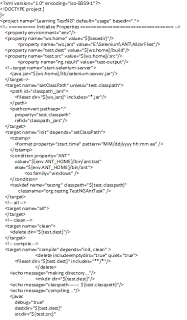 <?xml version="1.0" encoding="iso-8859-1"?>
<!DOCTYPE project [
]>
<project name="Learning TestNG" default="usage" basedir=".">
<!-- ========== Initialize Properties =================================== -->
<property environment="env"/>
<property name="ws.home" value="${basedir}"/>
<property name="ws.jars" value="E:\Selenium\ANT\AllJarFiles"/>
<property name="test.dest" value="${ws.home}/build"/>
<property name="test.src" value="${ws.home}/src"/>
<property name="ng.result" value="test-output"/>
<!--target name="start-selenium-server">
<java jar="${ws.home}/lib/selenium-server.jar"/>
</target-->
<target name="setClassPath" unless="test.classpath">
<path id="classpath_jars">
<fileset dir="${ws.jars}" includes="*.jar"/>
</path>
<pathconvert pathsep=":"
property="test.classpath"
refid="classpath_jars"/>
</target>
<target name="init" depends="setClassPath">
<tstamp>
<format property="start.time" pattern="MM/dd/yyyy hh:mm aa" />
</tstamp>
<condition property="ANT"
value="${env.ANT_HOME}/bin/ant.bat"
else="${env.ANT_HOME}/bin/ant">
<os family="windows" />
</condition>
<taskdef name="testng" classpath="${test.classpath}"
classname="org.testng.TestNGAntTask" />
</target>
<!-- all -->
<target name="all">
</target>
<!-- clean -->
<target name="clean">
<delete dir="${test.dest}"/>
</target>
<!-- compile -->
<target name="compile" depends="init, clean" >
<delete includeemptydirs="true" quiet="true">
<fileset dir="${test.dest}" includes="**/*"/>
</delete>
<echo message="making directory..."/>
<mkdir dir="${test.dest}"/>
<echo message="classpath------: ${test.classpath}"/>
<echo message="compiling..."/>
<javac
debug="true"
destdir="${test.dest}"
srcdir="${test.src}"